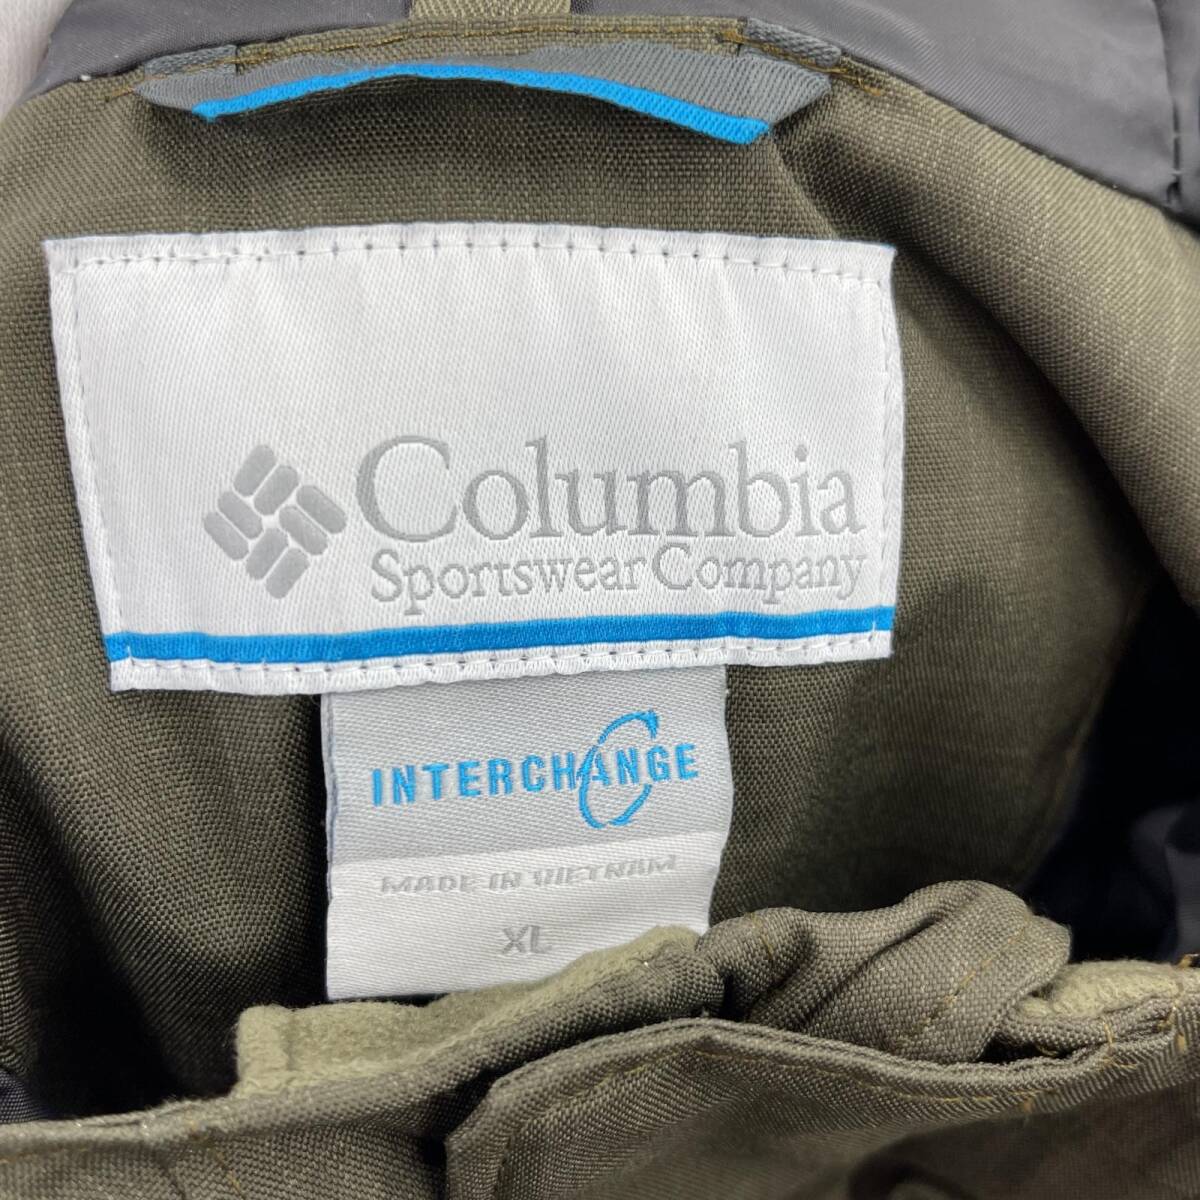 Columbia
Sportswear Company
INTERCHANGE
MADE IN VIETNAM
XL